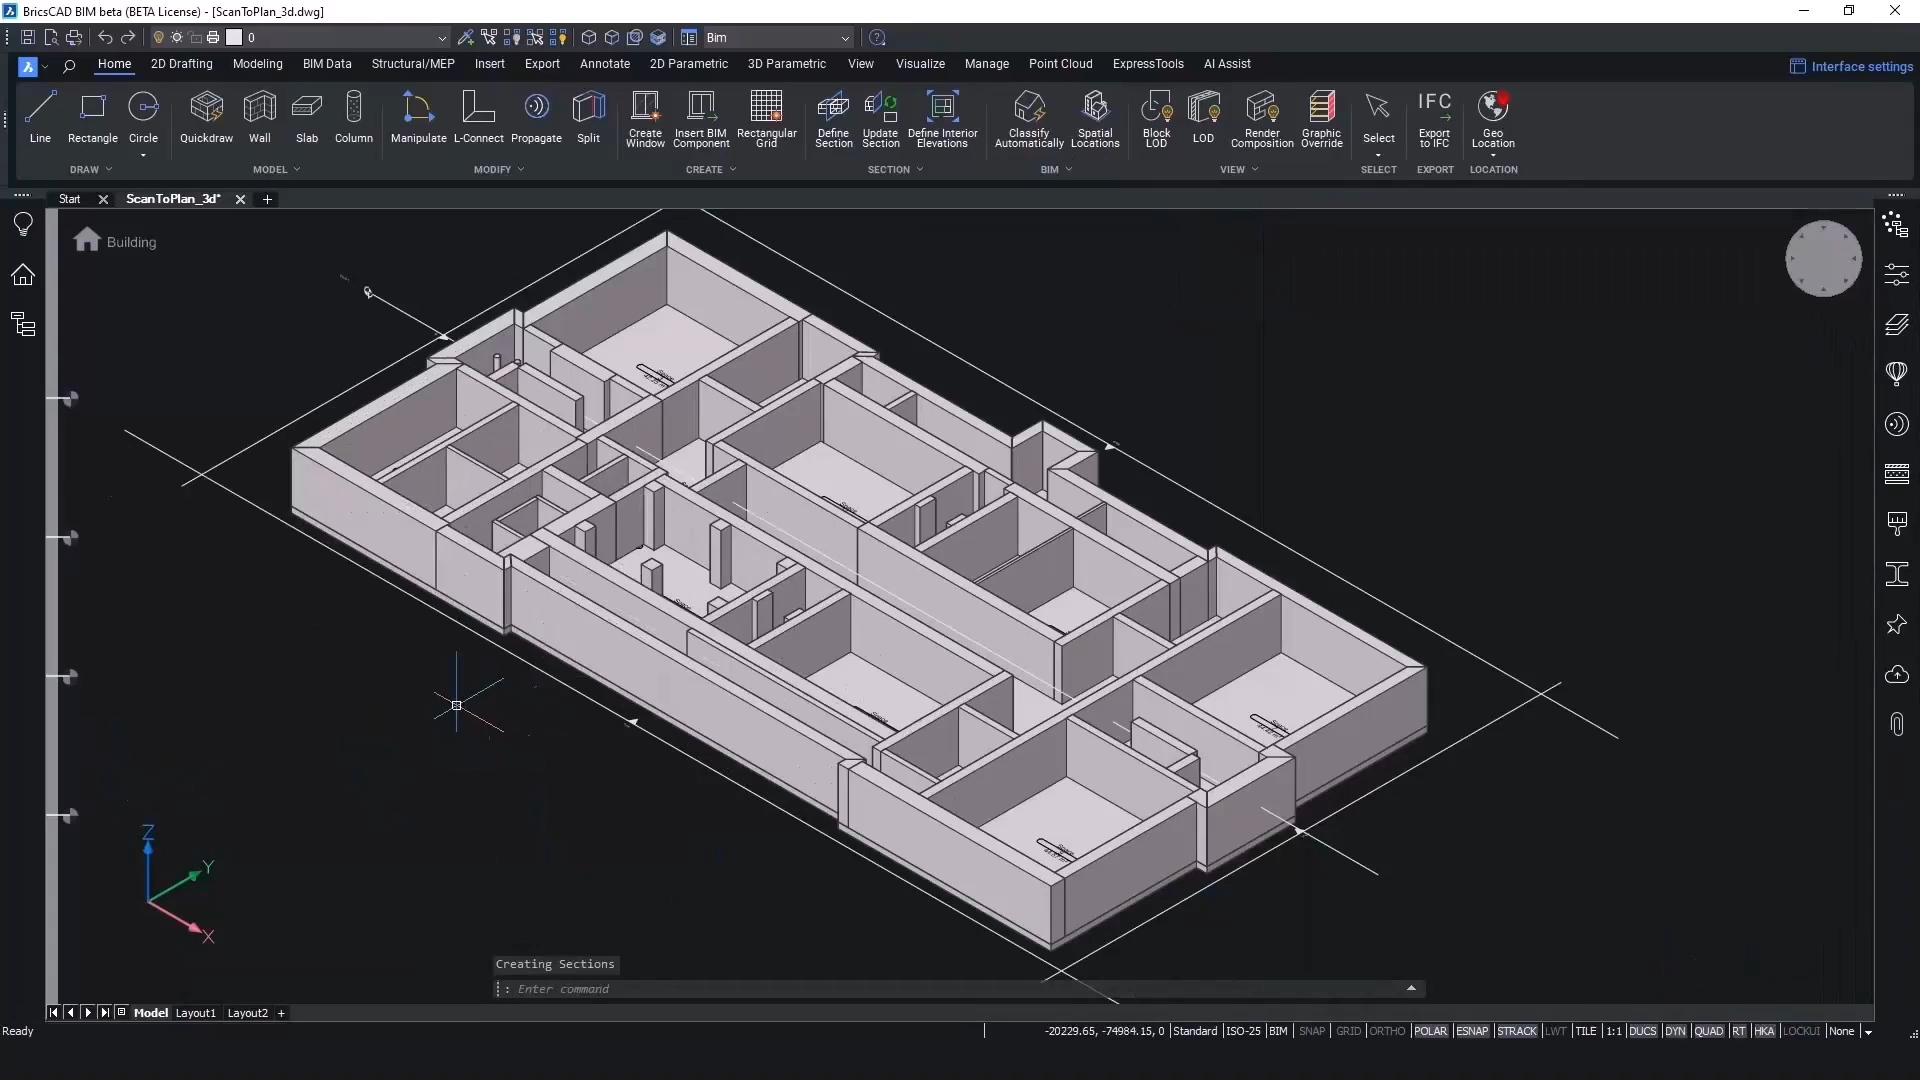 BricsCAD BIM beta (BETA License) - [ScanToPlan_3d.dwg]
0
Bim
Home 2D Drafting Modeling BIM Data Structural/MEP Insert Export Annotate 2D Parametric 3D Parametric View Visualize Manage Point Cloud ExpressTools AI Assist
Interface settings
Line Rectangle Circle Quickdraw Wall Slab Column Manipulate L-Connect Propagate Split Create Window Insert BIM Component Rectangular Grid Define Section Update Section Define Interior Elevations Classify Automatically Spatial Locations Block LOD LOD Render Composition Graphic Override Select IFC Export to IFC Geo Location
DRAW MODEL MODIFY CREATE SECTION BIM VIEW SELECT EXPORT LOCATION
Start ScanToPlan_3d*
Building
Z
Y
X
Creating Sections
: Enter command
Model Layout1 Layout2 +
Ready
-20229.65, -74984.15, 0 Standard ISO-25 BIM SNAP GRID ORTHO POLAR ESNAP STRACK LWT TILE 1:1 DUCS DYN QUAD RT HKA LOCKUI None